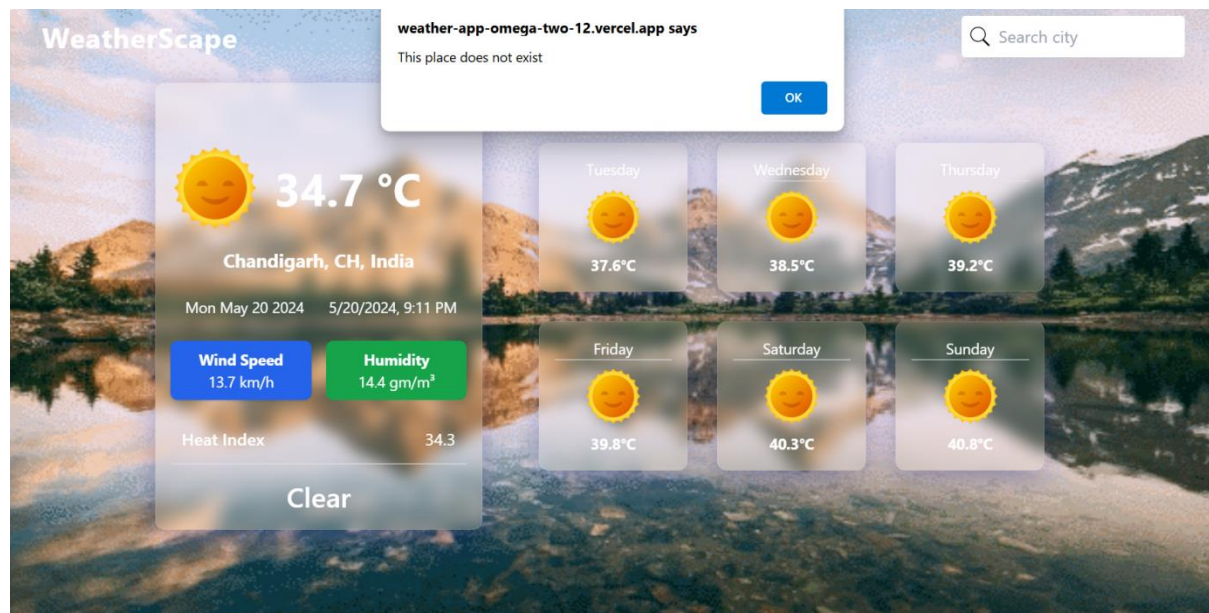 WeatherScape
weather-app-omega-two-12.vercel.app says
This place does not exist
OK
Search city
34.7 °C
Chandigarh, CH, India
Mon May 20 2024 5/20/2024, 9:11 PM
Wind Speed
13.7 km/h
Humidity
14.4 gm/m³
Heat Index 34.3
Clear
Tuesday
37.6°C
Wednesday
38.5°C
Thursday
39.2°C
Friday
39.8°C
Saturday
40.3°C
Sunday
40.8°C